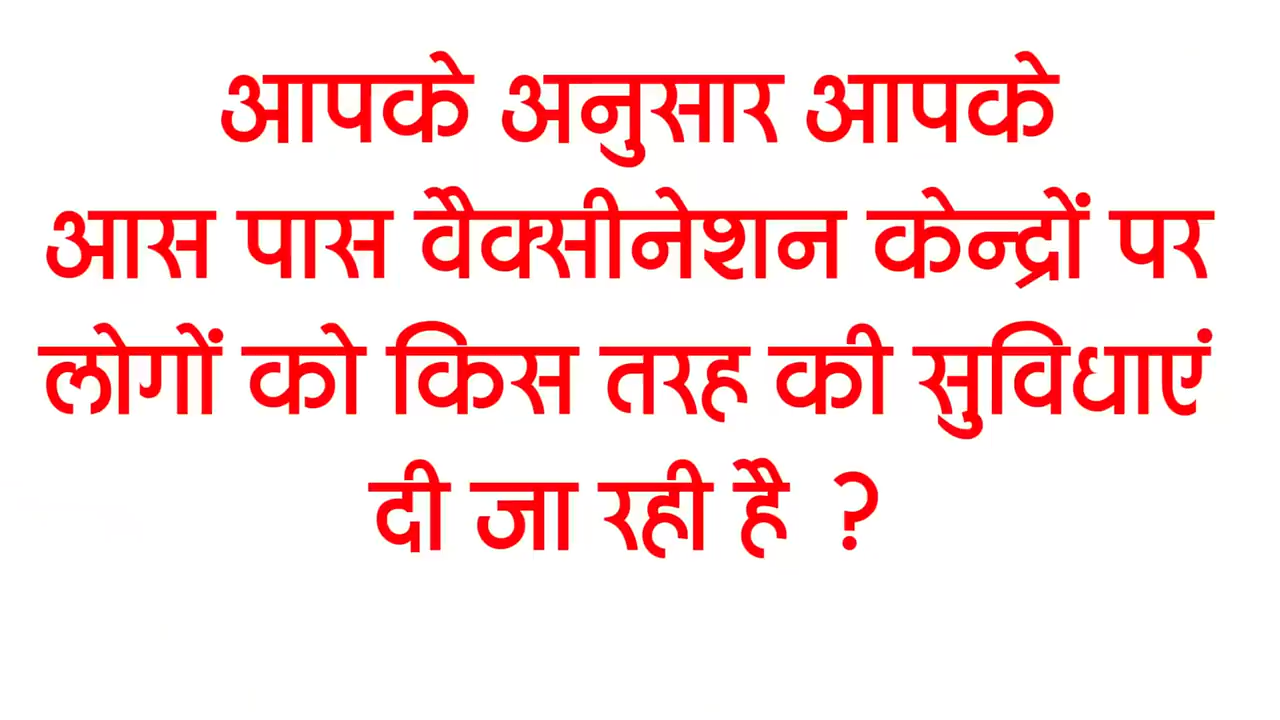 आपके अनुसार आपके
आस पास वैक्सीनेशन केन्द्रों पर
लोगों को किस तरह की सुविधाएं
दी जा रही है ?